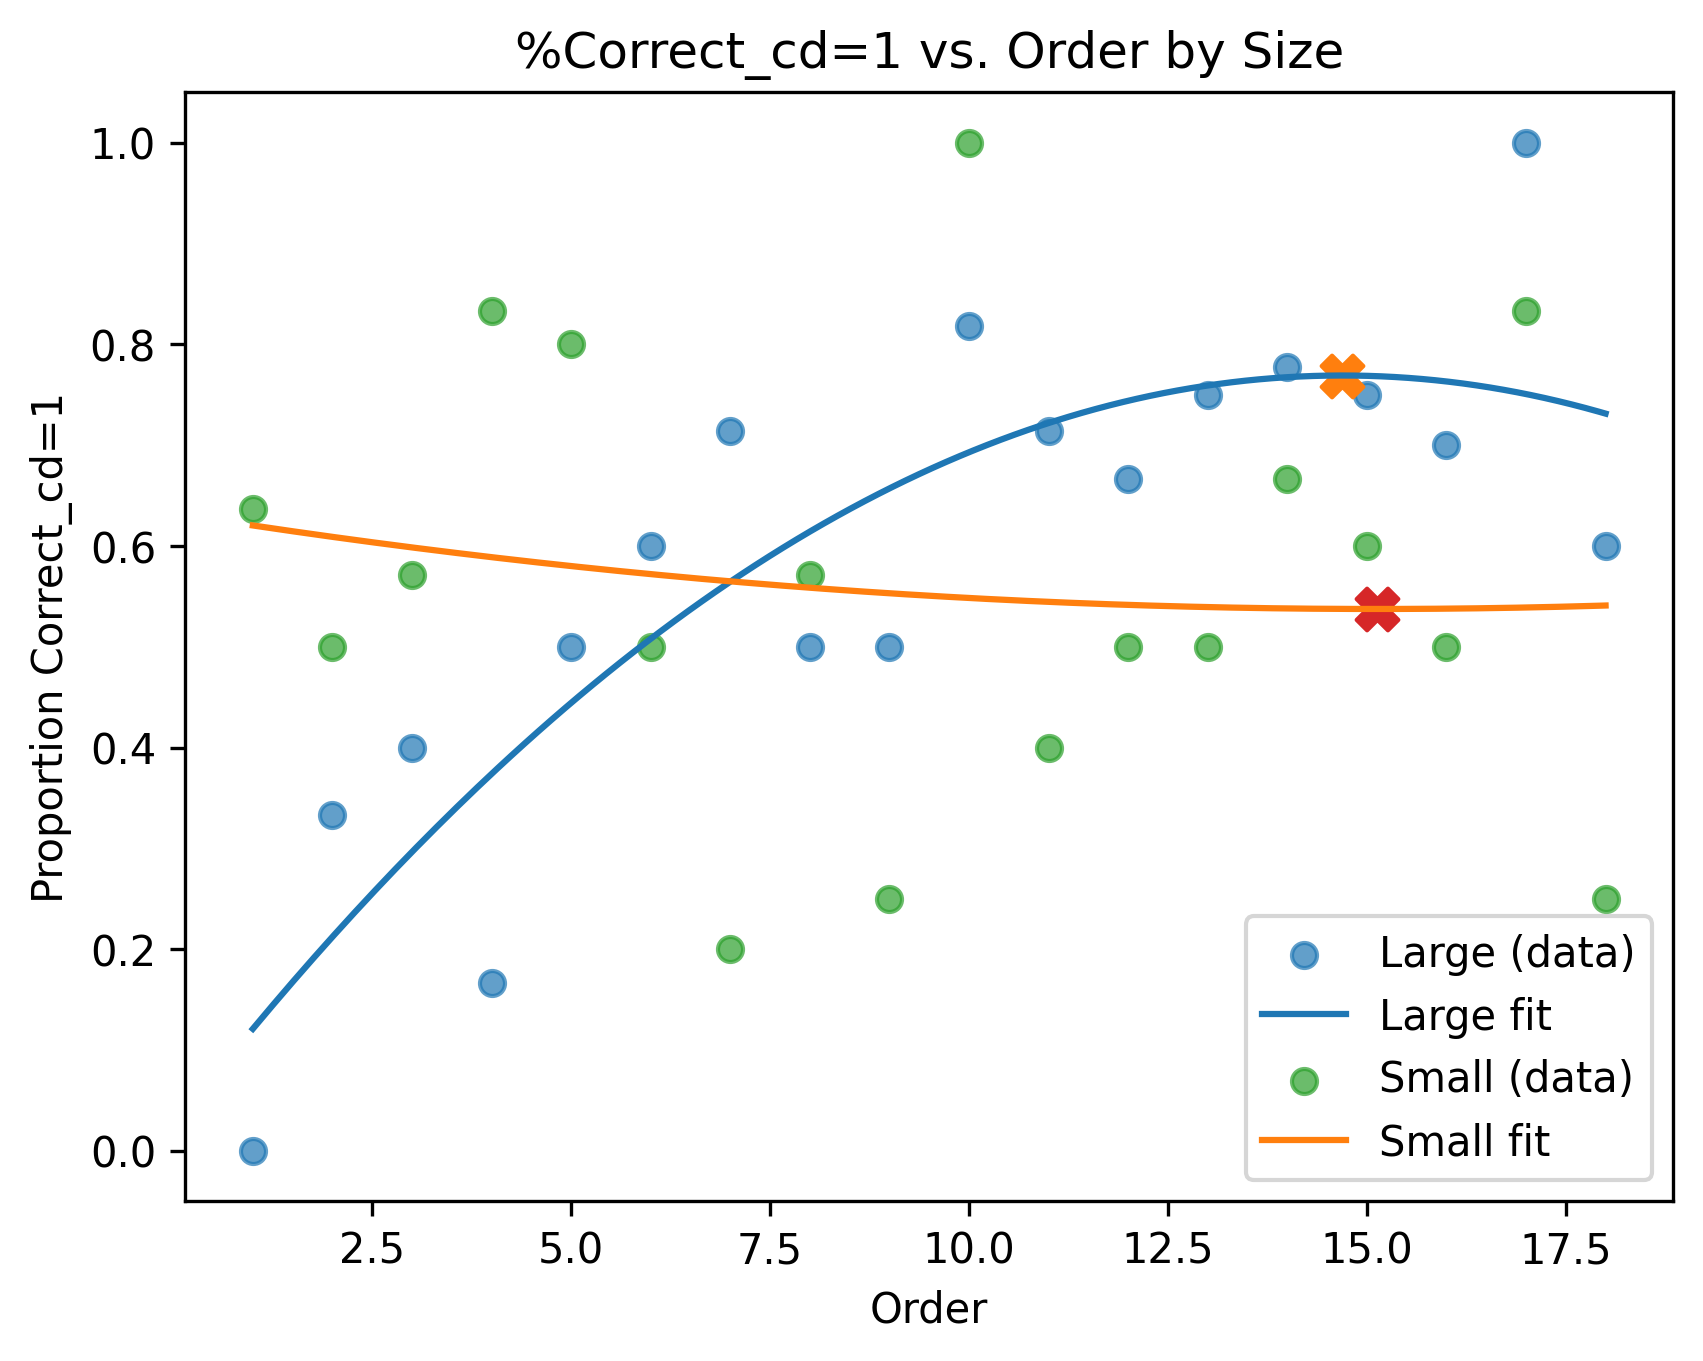 %Correct_cd=1 vs. Order by Size
Proportion Correct_cd=1
1.0
0.8
0.6
0.4
0.2
0.0
2.5 5.0 7.5 10.0 12.5 15.0 17.5
Order
Large (data)
Large fit
Small (data)
Small fit